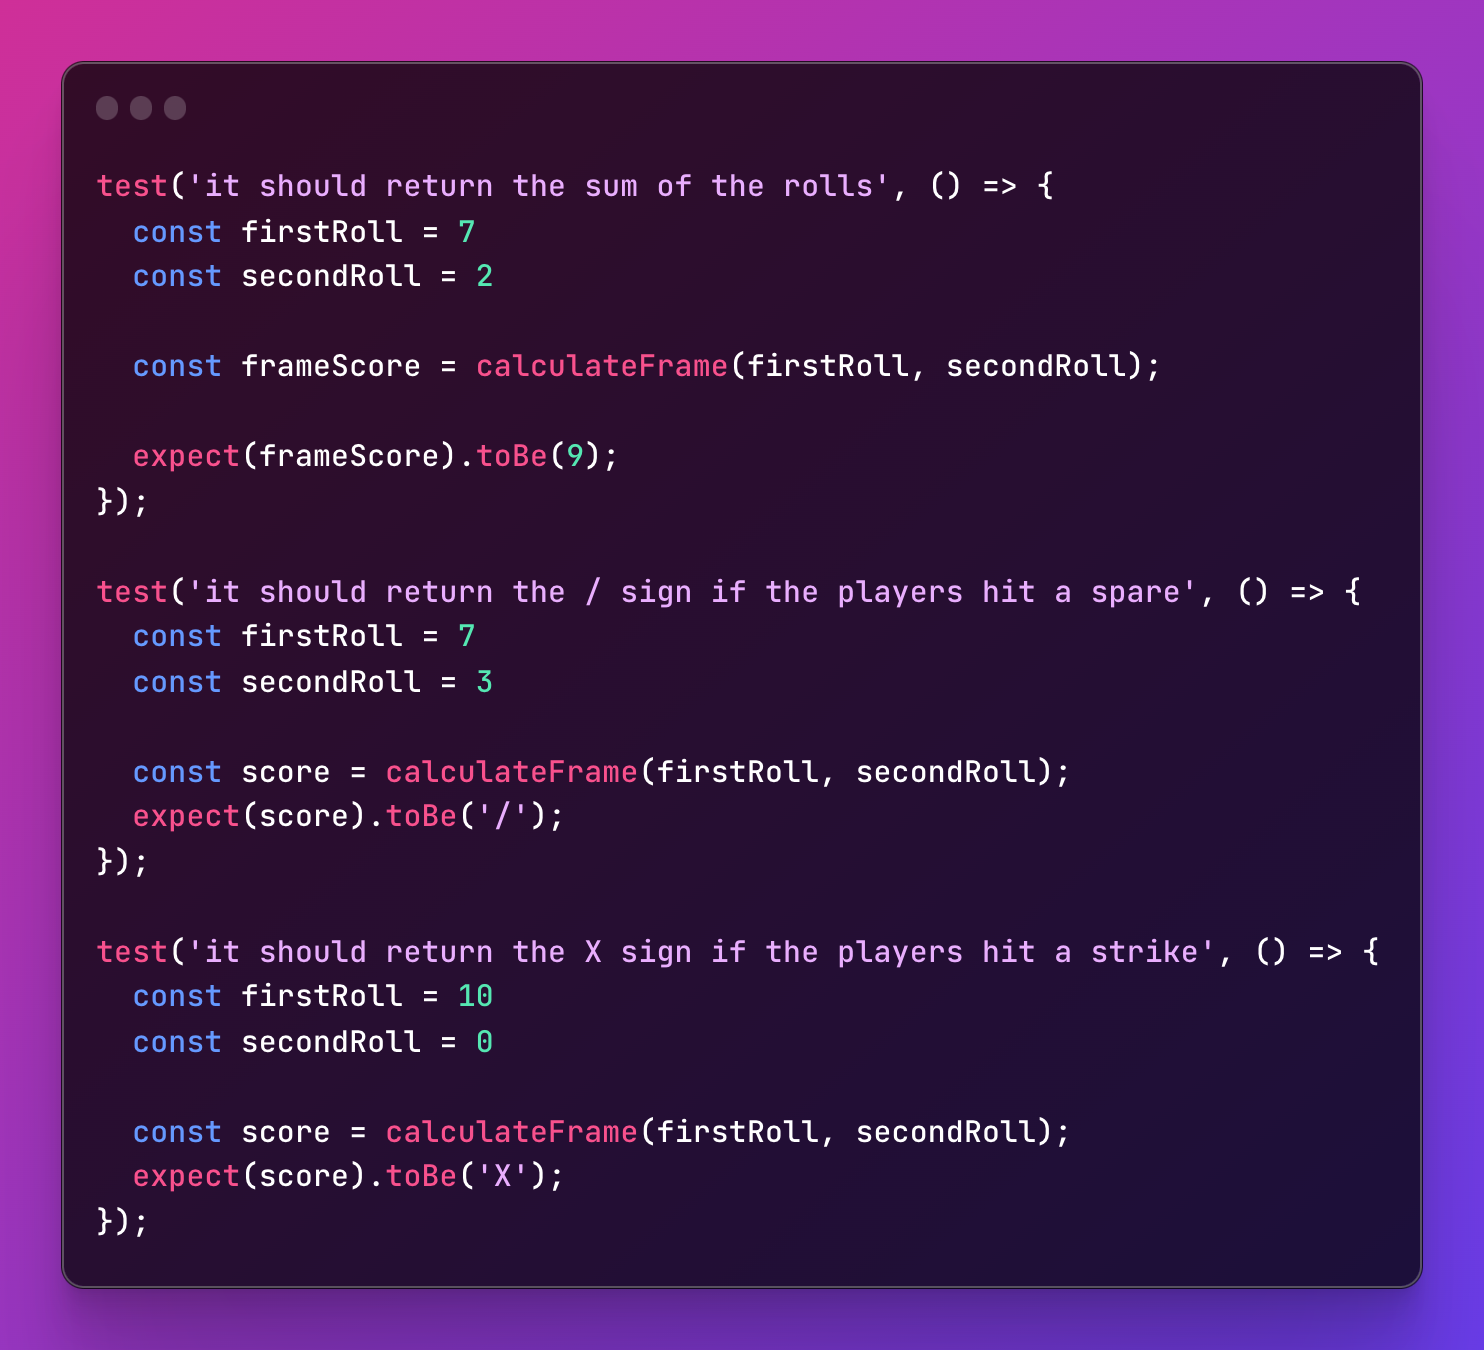 test('it should return the sum of the rolls', () => {
  const firstRoll = 7
  const secondRoll = 2

  const frameScore = calculateFrame(firstRoll, secondRoll);

  expect(frameScore).toBe(9);
});

test('it should return the / sign if the players hit a spare', () => {
  const firstRoll = 7
  const secondRoll = 3

  const score = calculateFrame(firstRoll, secondRoll);
  expect(score).toBe('/');
});

test('it should return the X sign if the players hit a strike', () => {
  const firstRoll = 10
  const secondRoll = 0

  const score = calculateFrame(firstRoll, secondRoll);
  expect(score).toBe('X');
});